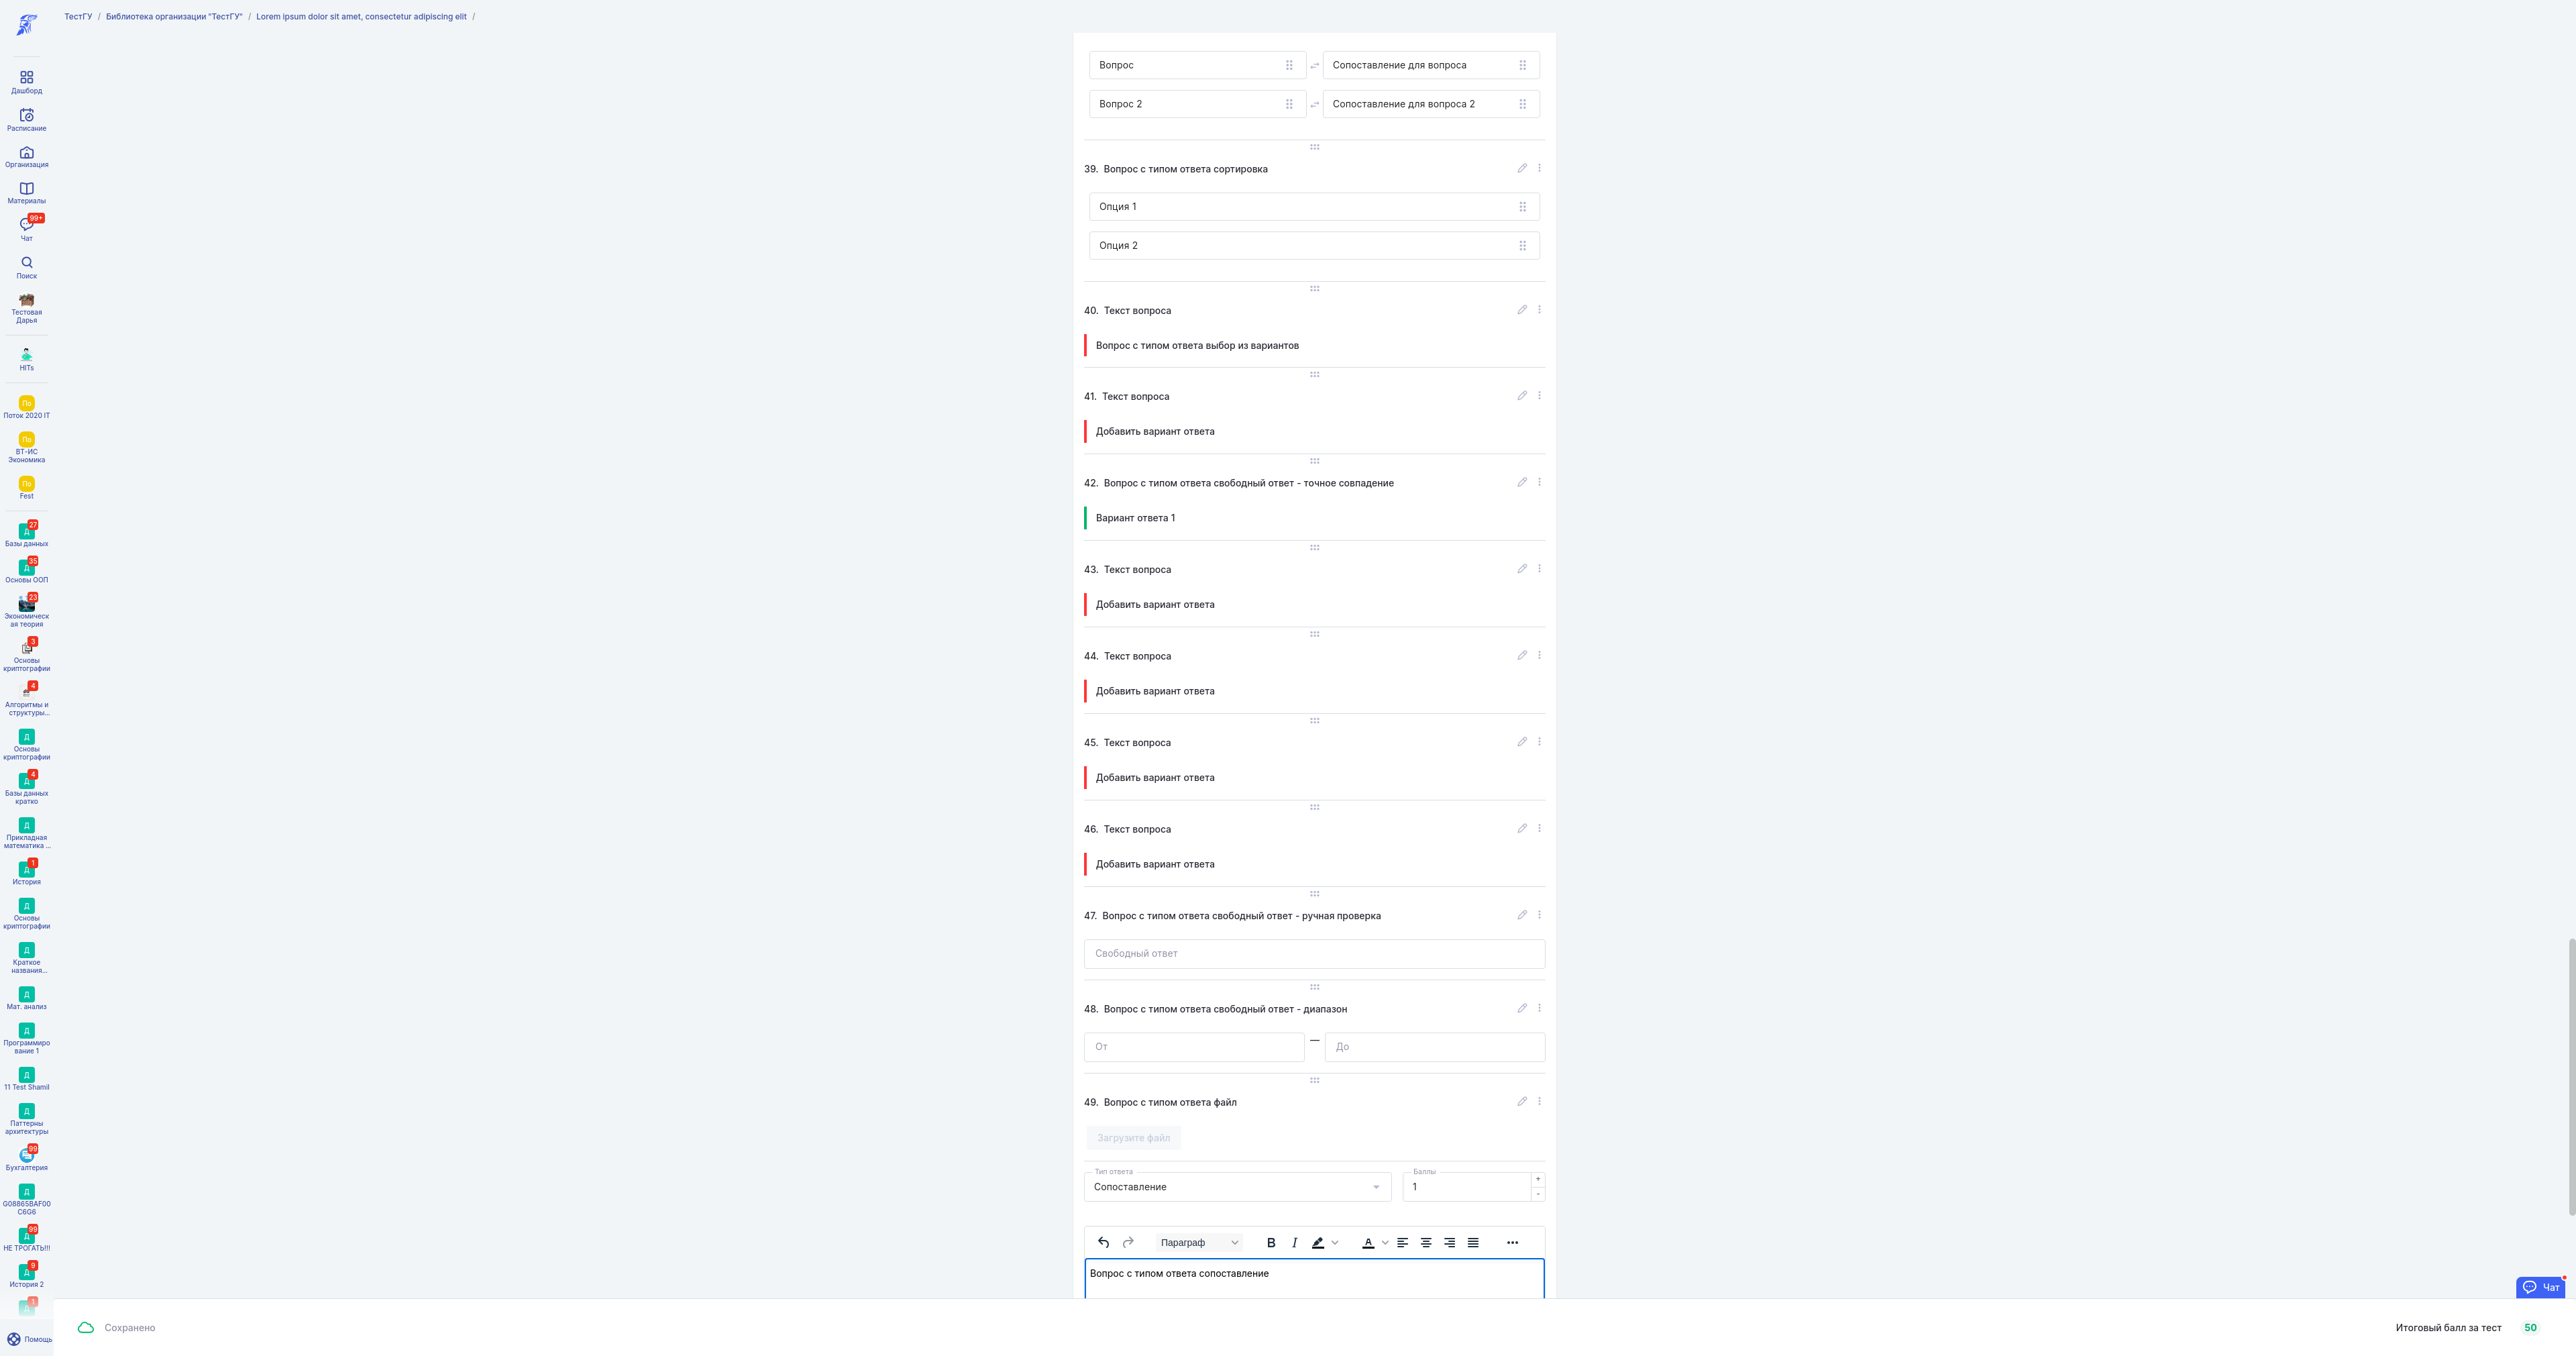 ТестГУ / Библиотека организации "ТестГУ" / Lorem ipsum dolor sit amet, consectetur adipiscing elit /
Дашборд
Расписание
Организация
Материалы
99+
Чат
Поиск
Тестовая
Дарья
HITs
По
Поток 2020 IT
По
ВТ-ИС
Экономика
По
Fest
27
Д
Базы данных
35
Д
Основы ООП
23
Экономическ
ая теория
3
Основы
криптографии
4
Алгоритмы и
структуры...
Д
Основы
криптографии
4
Д
Базы данных
кратко
Д
Прикладная
математика ...
1
Д
История
Д
Основы
криптографии
Д
Краткое
названия...
Д
Мат. анализ
Д
Программиро
вание 1
Д
11 Test Shamil
Д
Паттерны
архитектуры
99
Бухгалтерия
Д
G08865BAF00
C6G6
99
Д
НЕ ТРОГАТЬ!!!
9
Д
История 2
1
Д
Помощь
Вопрос
Сопоставление для вопроса
Вопрос 2
Сопоставление для вопроса 2
39. Вопрос с типом ответа сортировка
Опция 1
Опция 2
40. Текст вопроса
Вопрос с типом ответа выбор из вариантов
41. Текст вопроса
Добавить вариант ответа
42. Вопрос с типом ответа свободный ответ - точное совпадение
Вариант ответа 1
43. Текст вопроса
Добавить вариант ответа
44. Текст вопроса
Добавить вариант ответа
45. Текст вопроса
Добавить вариант ответа
46. Текст вопроса
Добавить вариант ответа
47. Вопрос с типом ответа свободный ответ - ручная проверка
Свободный ответ
48. Вопрос с типом ответа свободный ответ - диапазон
От — До
49. Вопрос с типом ответа файл
Загрузите файл
Тип ответа
Сопоставление
Баллы
1
+
-
Параграф
B I A
Вопрос с типом ответа сопоставление
Чат
Сохранено
Итоговый балл за тест 50